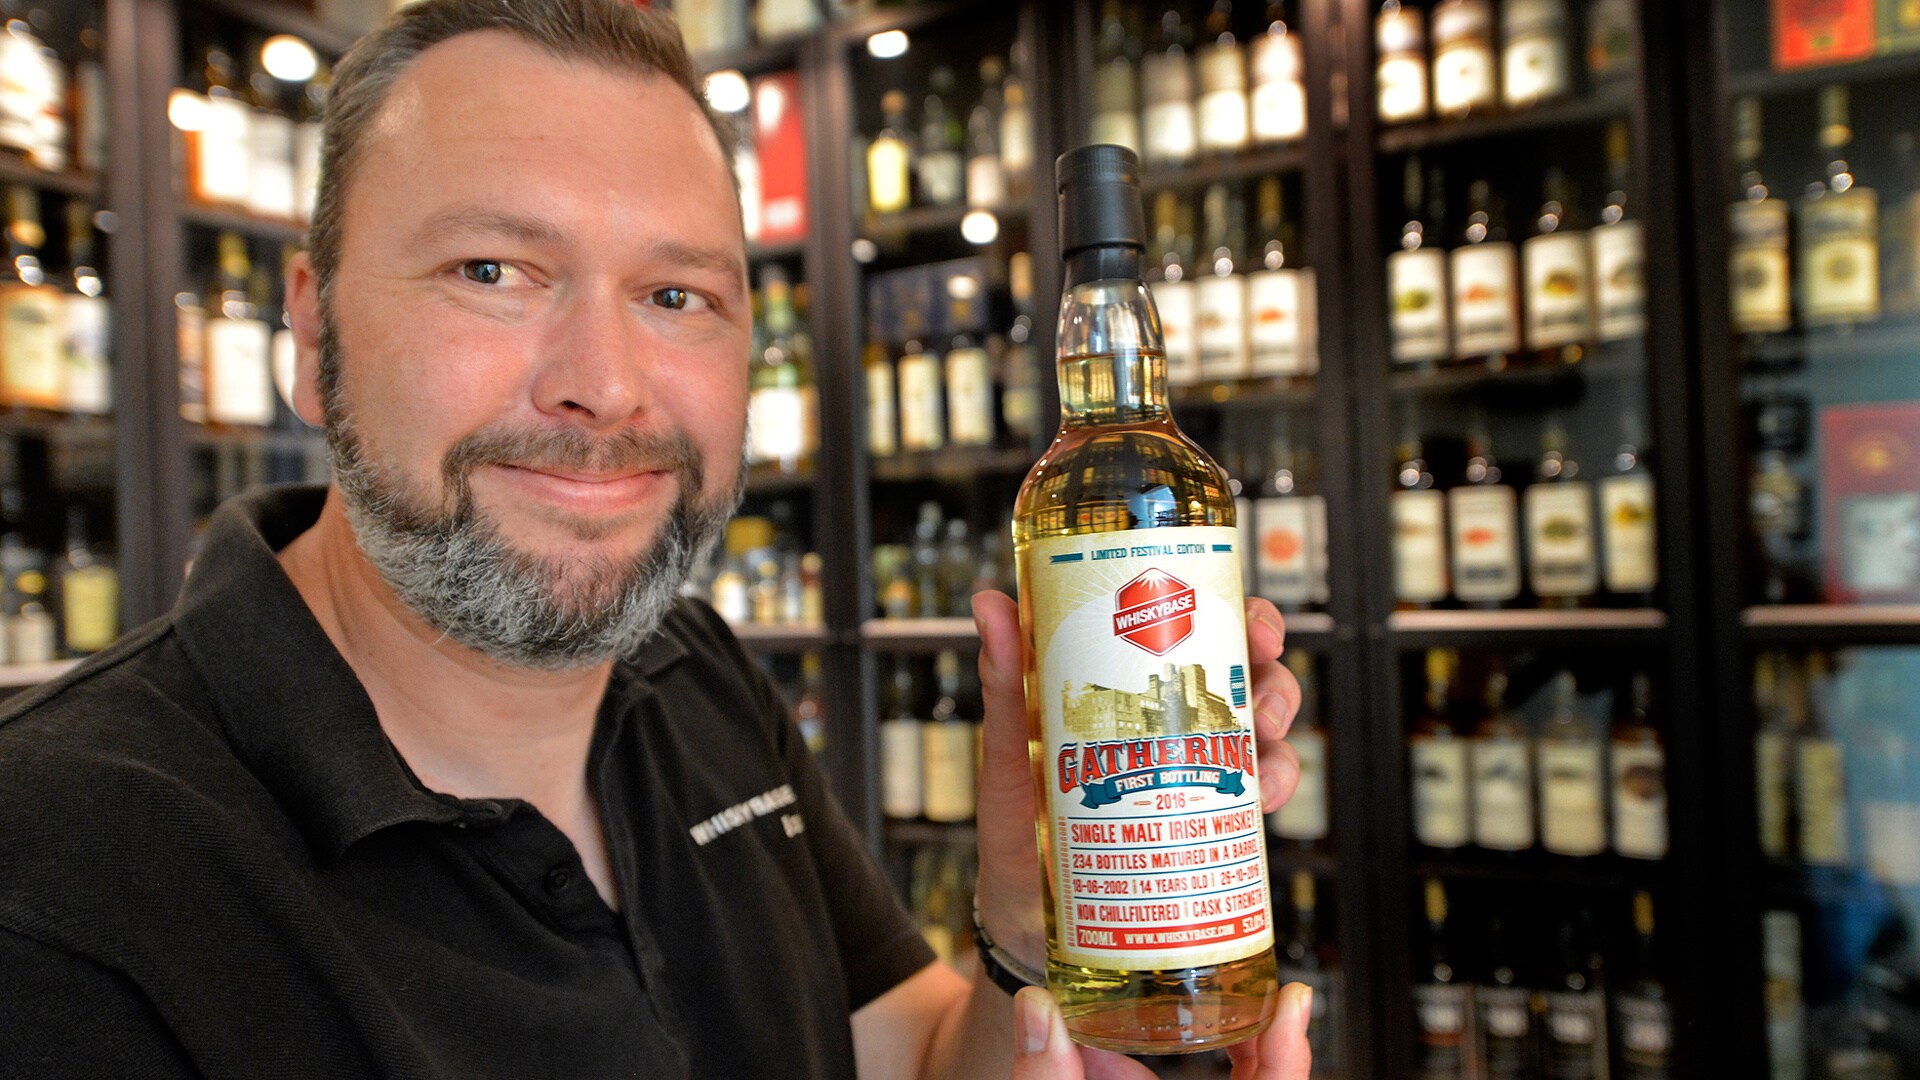 LIMITED FESTIVAL EDITION
WHISKYBASE
GATHERING
FIRST BOTTLING
2016
SINGLE MALT IRISH WHISKEY
234 BOTTLES MATURED IN A BARREL
18-06-2002 | 14 YEARS OLD | 26-10-2016
NON CHILLFILTERED | CASK STRENGTH
700ML WWW.WHISKYBASE.COM
WHISKYBASE